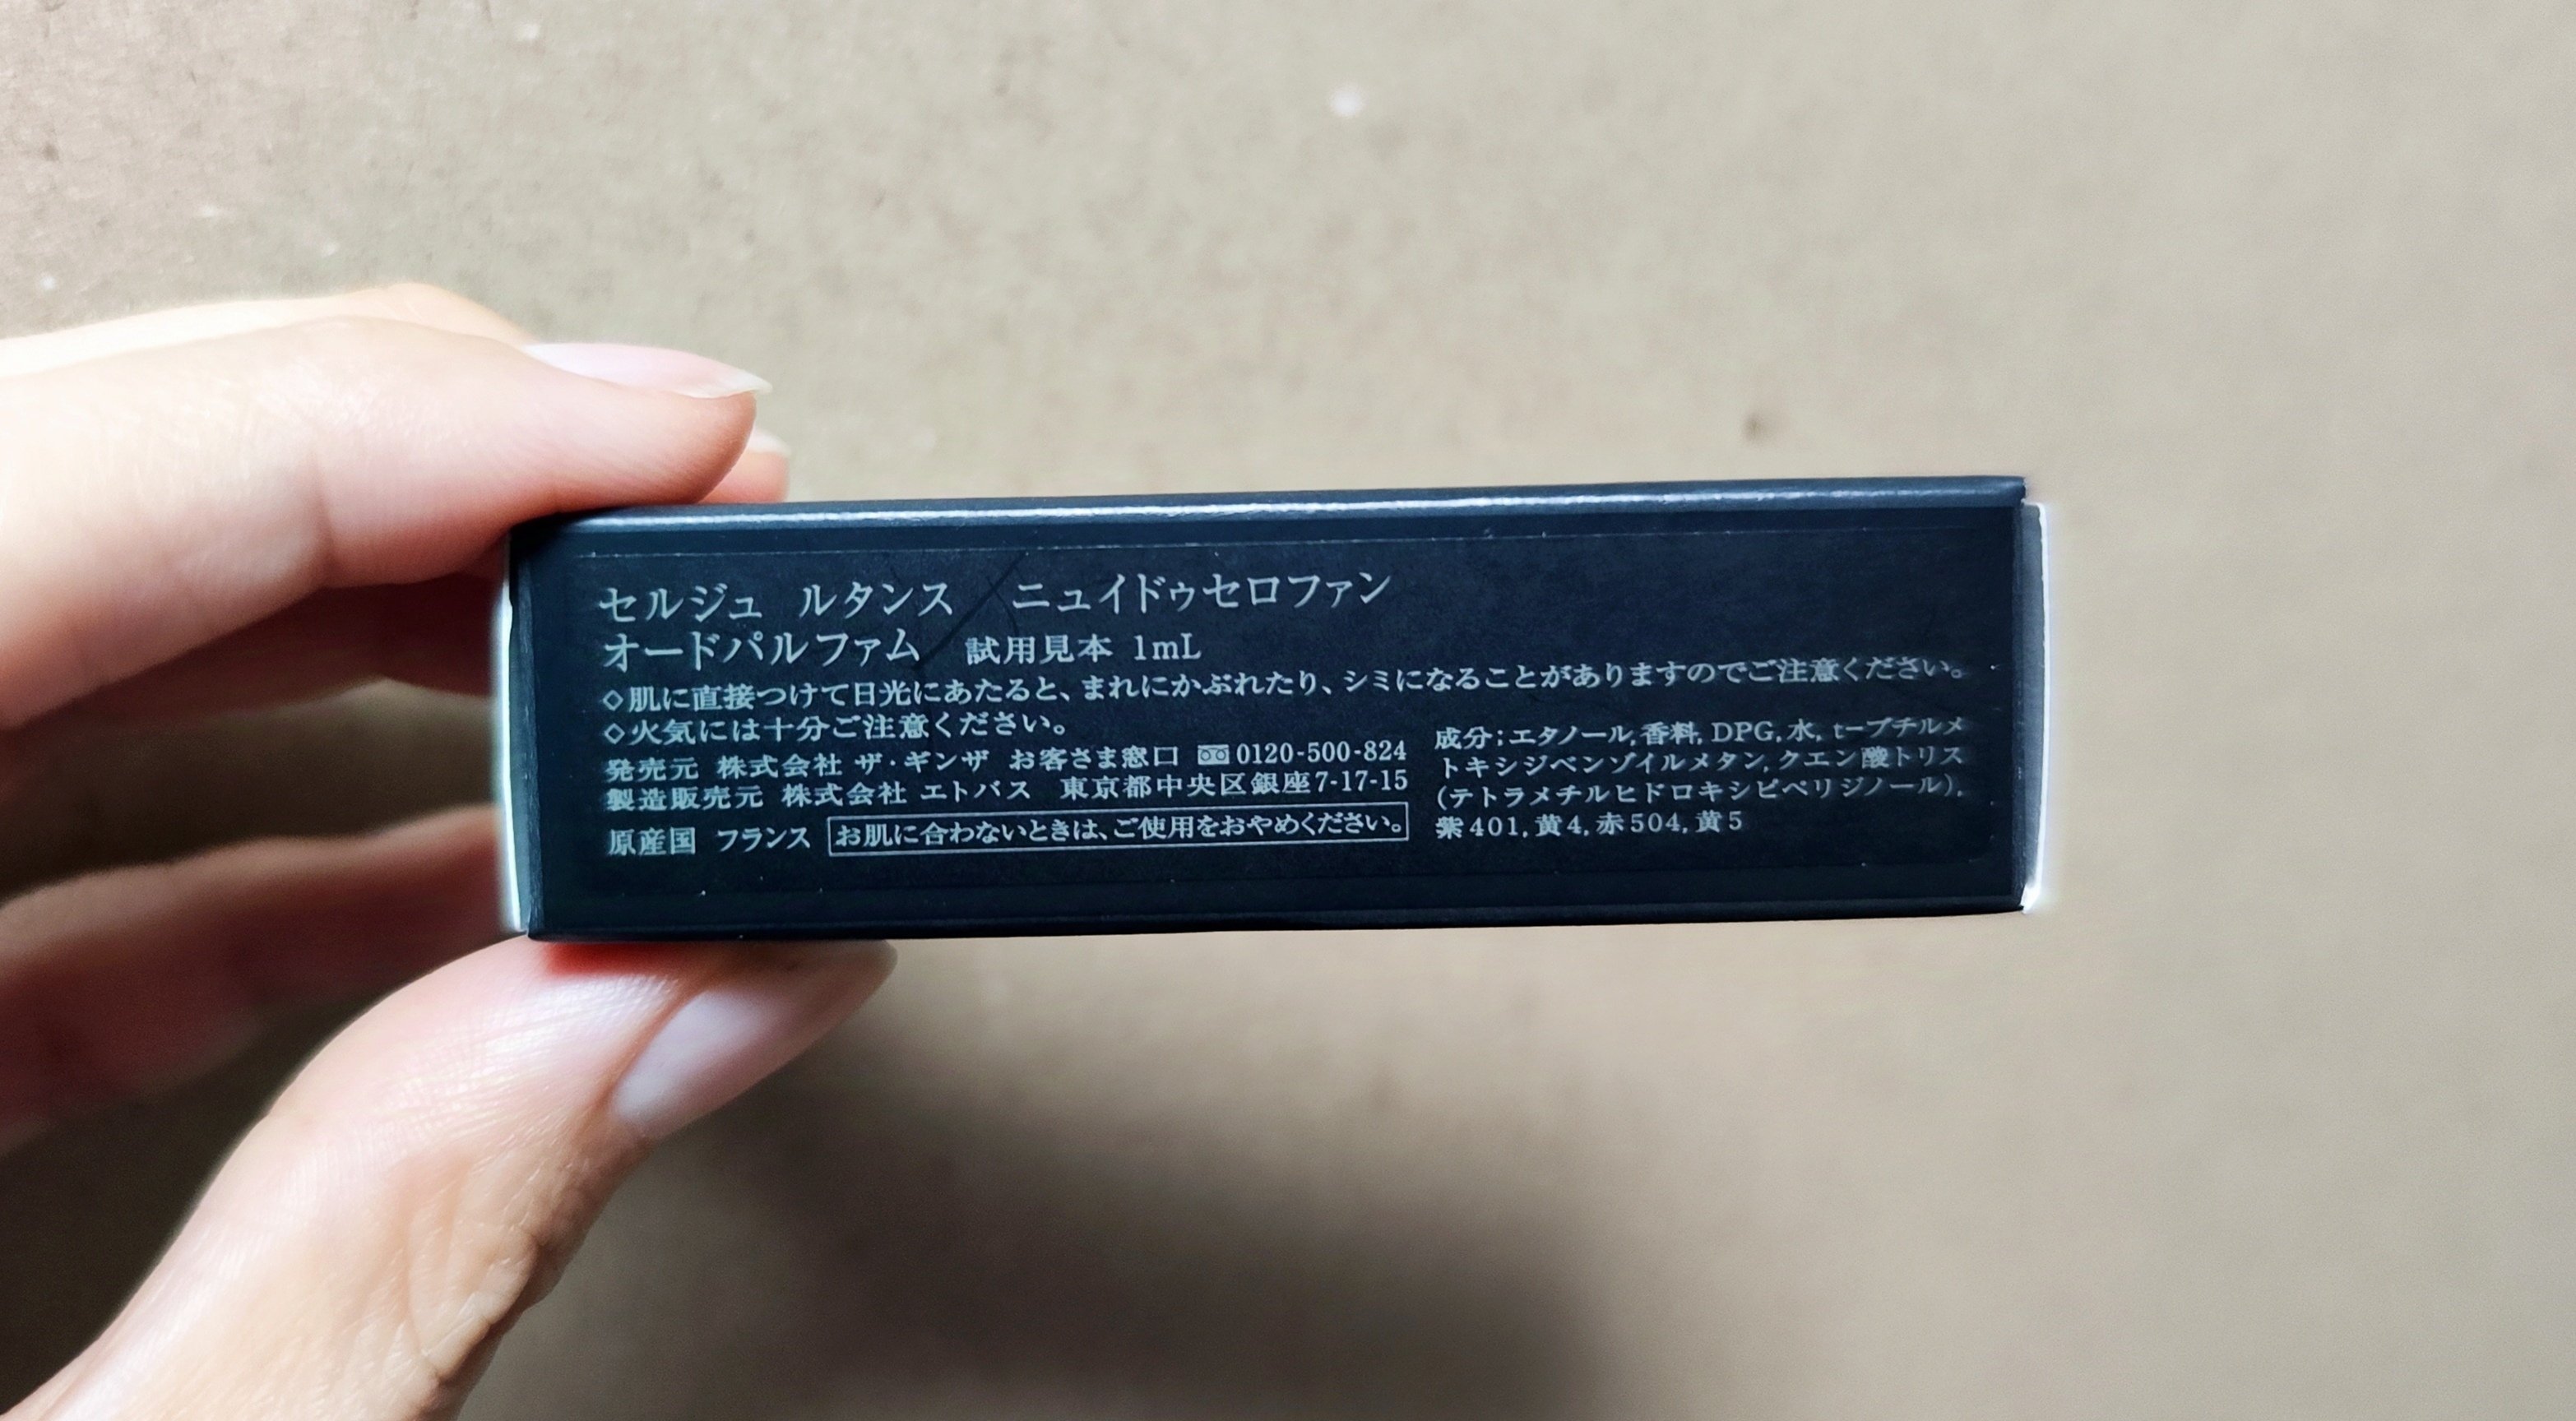 セルジュ ルタンス ニュイドゥセロファン
オードパルファム 試用見本 1mL
◇肌に直接つけて日光にあたると、まれにかぶれたり、シミになることがありますのでご注意ください。
◇火気には十分ご注意ください。
発売元 株式会社 ザ・ギンザ お客さま窓口 0120-500-824
製造販売元 株式会社 エトバス 東京都中央区銀座7-17-15
原産国 フランス お肌に合わないときは、ご使用をおやめください。
成分;エタノール,香料,DPG,水,t-ブチルメ
トキシジベンゾイルメタン,クエン酸トリス
(テトラメチルヒドロキシピペリジノール),
紫401,黄4,赤504,黄5